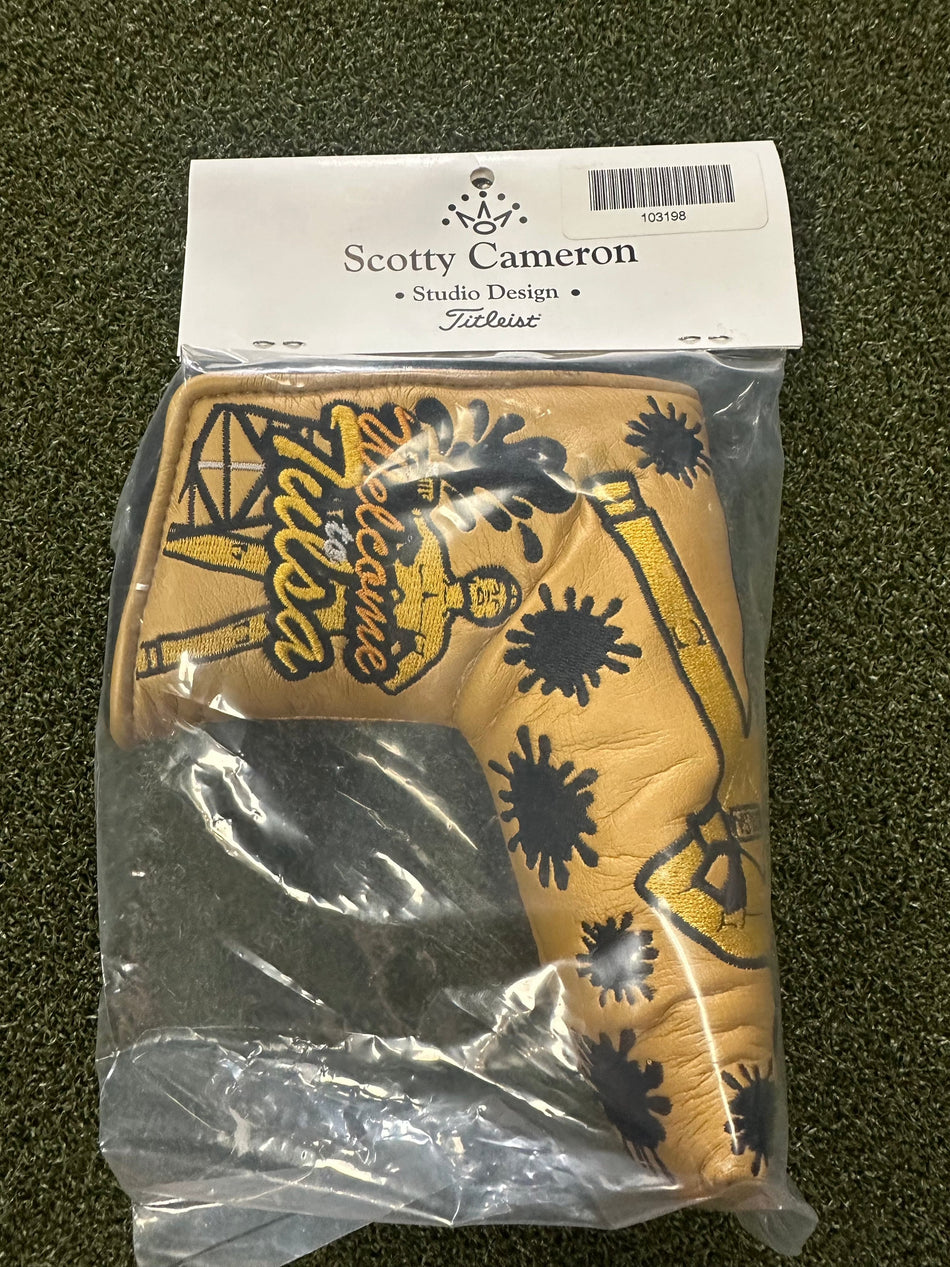 103198
Scotty Cameron
• Studio Design •
Titleist
Welcome
to
Tulsa